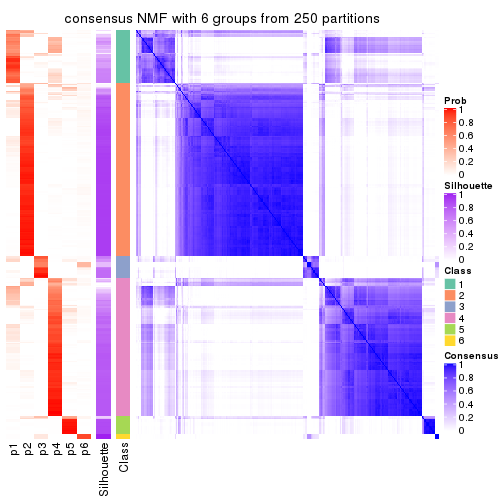 consensus NMF with 6 groups from 250 partitions
Prob
1
0.8
0.6
0.4
0.2
0
Silhouette
1
0.8
0.6
0.4
0.2
0
Class
1
2
3
4
5
6
Consensus
1
0.8
0.6
0.4
0.2
0
p1
p2
p3
p4
p5
p6
Silhouette
Class